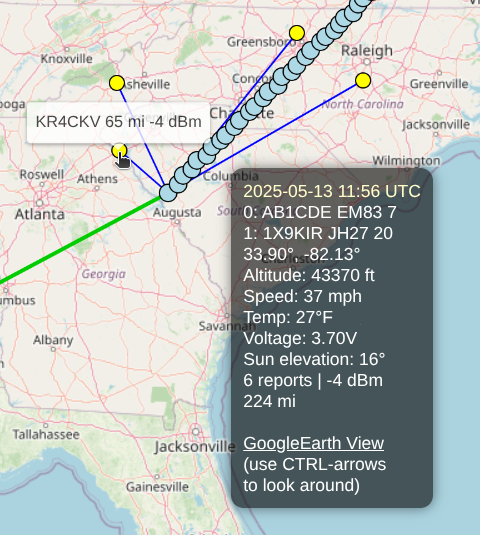 Greensboro
Knoxville
Raleigh
Asheville
Conco
Greenville
North Carolina
Jacksonville
KR4CKV 65 mi -4 dBm
Wilmington
Roswell
Athens
Columbia
Atlanta
Augusta
2025-05-13 11:56 UTC
0: AB1CDE EM83 7
1: 1X9KIR JH27 20
33.90°, -82.13°
Altitude: 43370 ft
Speed: 37 mph
Temp: 27°F
Voltage: 3.70V
Sun elevation: 16°
6 reports | -4 dBm
224 mi
GoogleEarth View
(use CTRL-arrows
to look around)
Georgia
umbus
Savannah
Albany
Tallahassee
Jacksonville
Gainesville